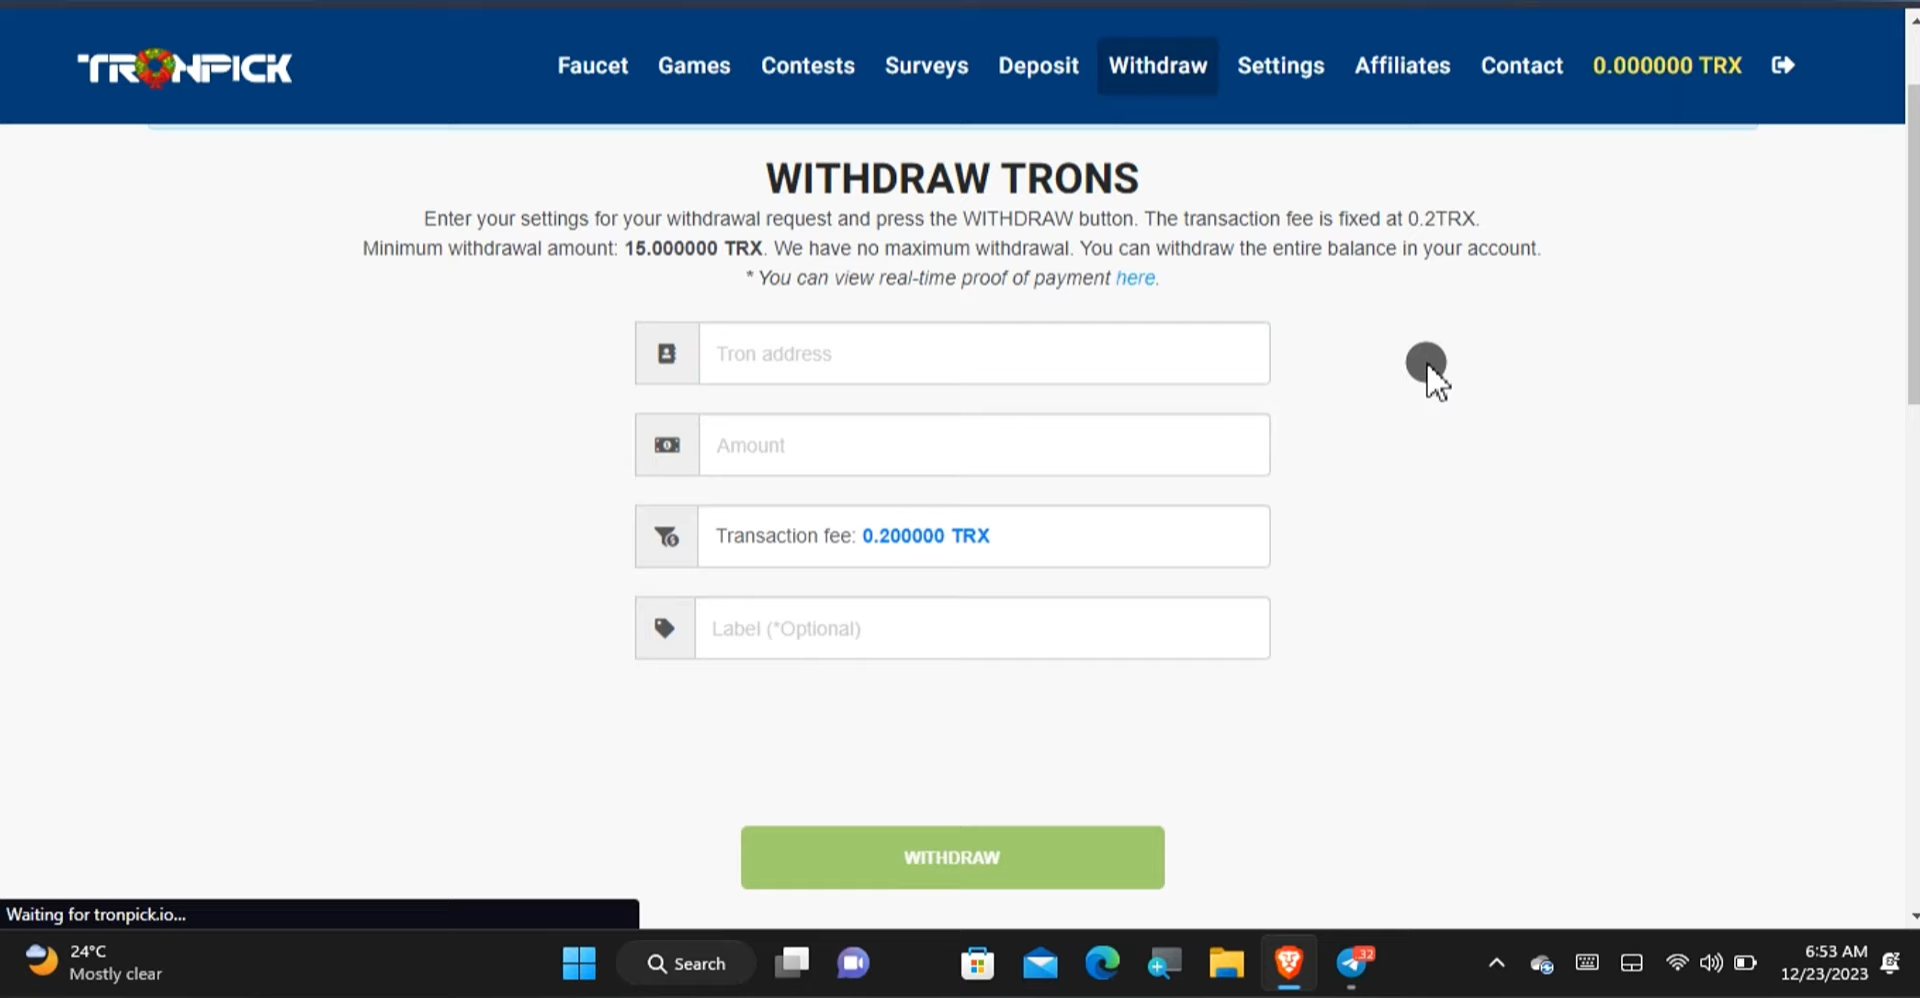 TRONPICK
Faucet Games Contests Surveys Deposit Withdraw Settings Affiliates Contact 0.000000 TRX
WITHDRAW TRONS
Enter your settings for your withdrawal request and press the WITHDRAW button. The transaction fee is fixed at 0.2TRX.
Minimum withdrawal amount: 15.000000 TRX. We have no maximum withdrawal. You can withdraw the entire balance in your account.
* You can view real-time proof of payment here.
Tron address
Amount
Transaction fee: 0.200000 TRX
Label (*Optional)
WITHDRAW
Waiting for tronpick.io...
24°C
Mostly clear
Search
32
6:53 AM
12/23/2023